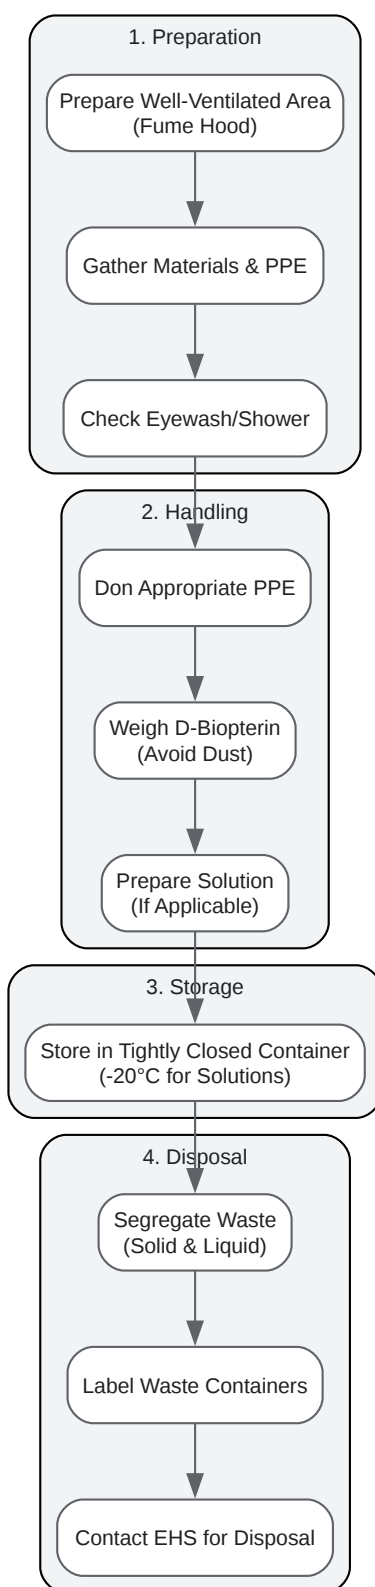 1. Preparation
Prepare Well-Ventilated Area
(Fume Hood)
Gather Materials & PPE
Check Eyewash/Shower
2. Handling
Don Appropriate PPE
Weigh D-Biopterin
(Avoid Dust)
Prepare Solution
(If Applicable)
3. Storage
Store in Tightly Closed Container
(-20°C for Solutions)
4. Disposal
Segregate Waste
(Solid & Liquid)
Label Waste Containers
Contact EHS for Disposal